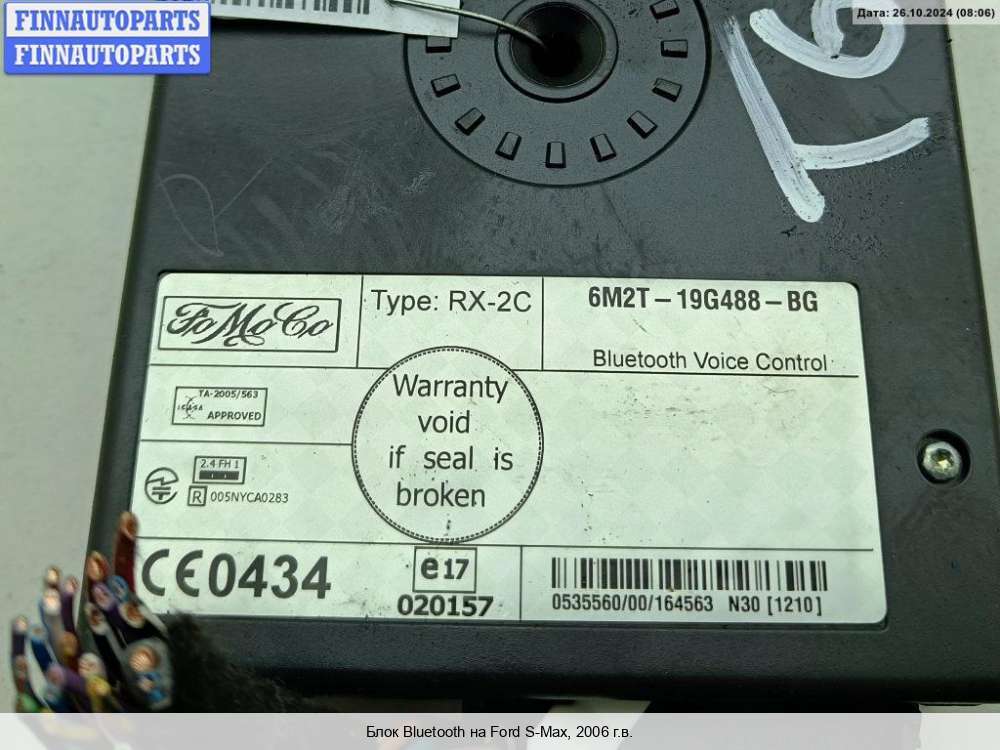 FINNAUTOPARTS
FINNAUTOPARTS
Дата: 26.10.2024 (08:06)
FoMoCo
Type: RX-2C
6M2T-19G488-BG
Bluetooth Voice Control
TA-2005/563
ICASA
APPROVED
Warranty
void
if seal is
broken
2.4 FH 1
R 005NYCA0283
CE0434
e17
020157
0535560/00/164563 N30 [1210]
Блок Bluetooth на Ford S-Max, 2006 г.в.